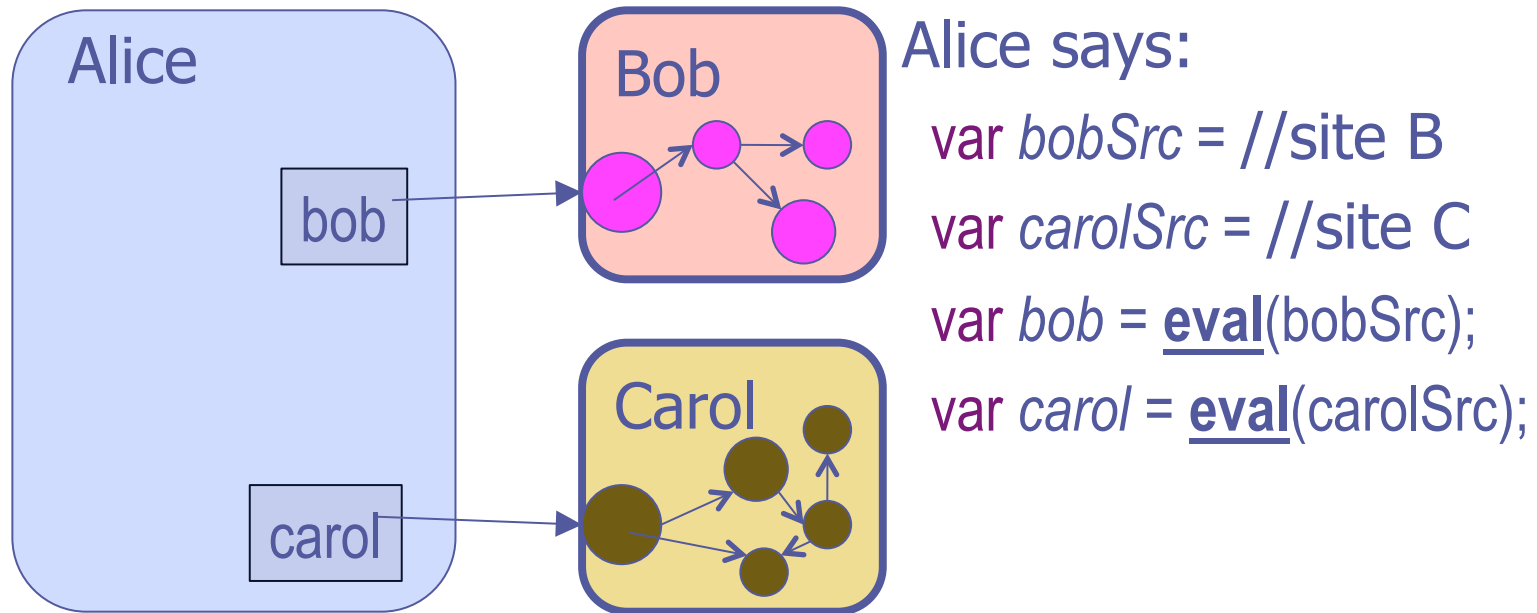 Alice
bob
carol
Bob
Carol
Alice says:
var bobSrc = //site B
var carolSrc = //site C
var bob = eval(bobSrc);
var carol = eval(carolSrc);